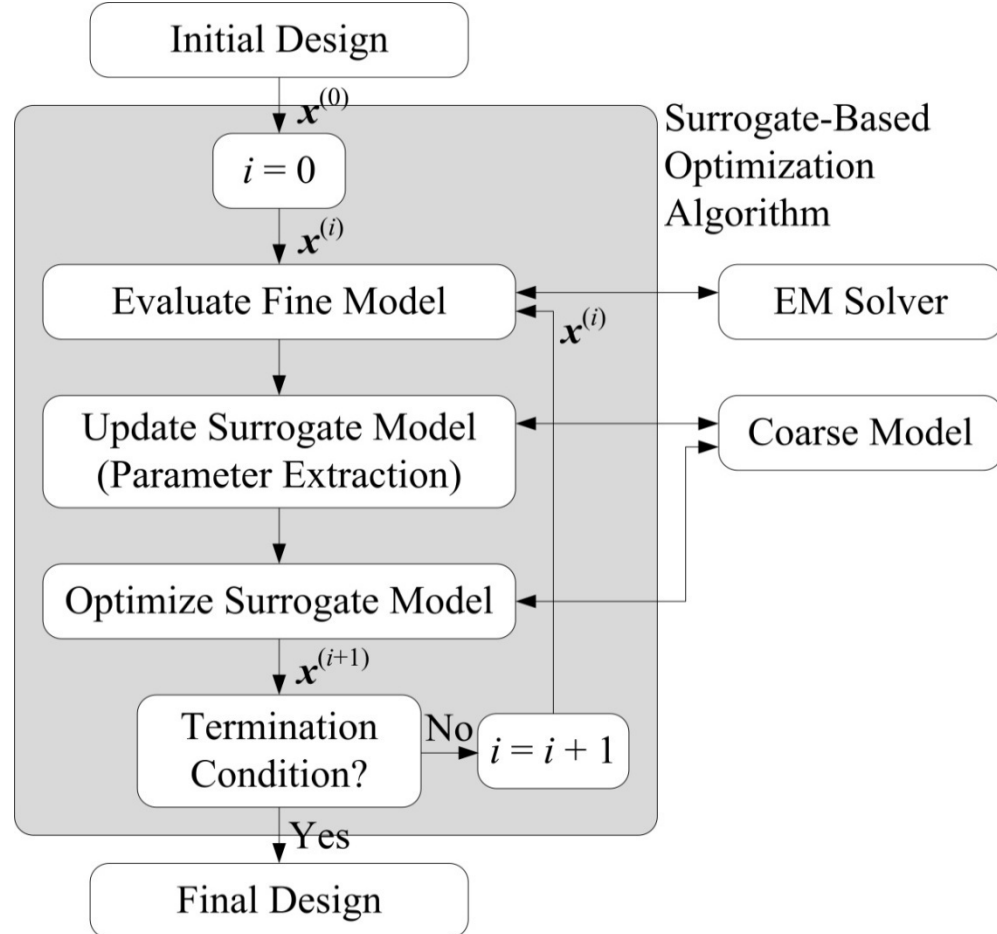 Initial Design
x^(0)
Surrogate-Based
Optimization
Algorithm
i = 0
x^(i)
Evaluate Fine Model
EM Solver
x^(i)
Update Surrogate Model
(Parameter Extraction)
Coarse Model
Optimize Surrogate Model
x^(i+1)
Termination
Condition?
No
i = i + 1
Yes
Final Design